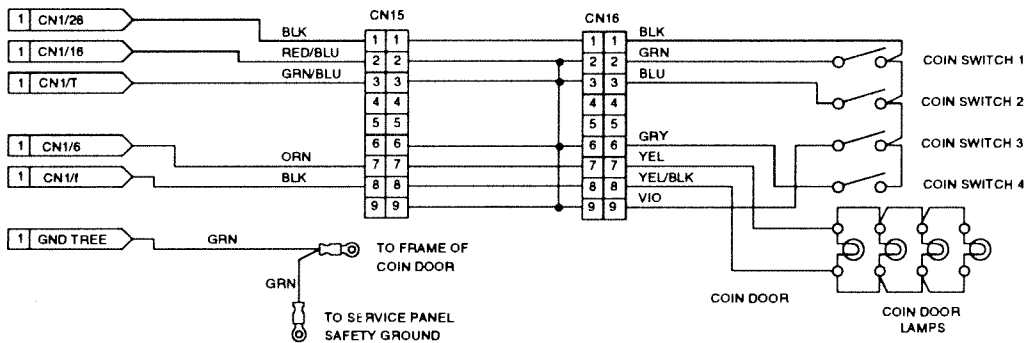 1 CN1/28
1 CN1/16
1 CN1/T
1 CN1/6
1 CN1/f
1 GND TREE
BLK
RED/BLU
GRN/BLU
ORN
BLK
GRN
GRN
TO FRAME OF
COIN DOOR
TO SERVICE PANEL
SAFETY GROUND
CN15
1 1
2 2
3 3
4 4
5 5
6 6
7 7
8 8
9 9
CN16
1 1
2 2
3 3
4 4
5 5
6 6
7 7
8 8
9 9
BLK
GRN
BLU
GRY
YEL
YEL/BLK
VIO
COIN SWITCH 1
COIN SWITCH 2
COIN SWITCH 3
COIN SWITCH 4
COIN DOOR
COIN DOOR
LAMPS